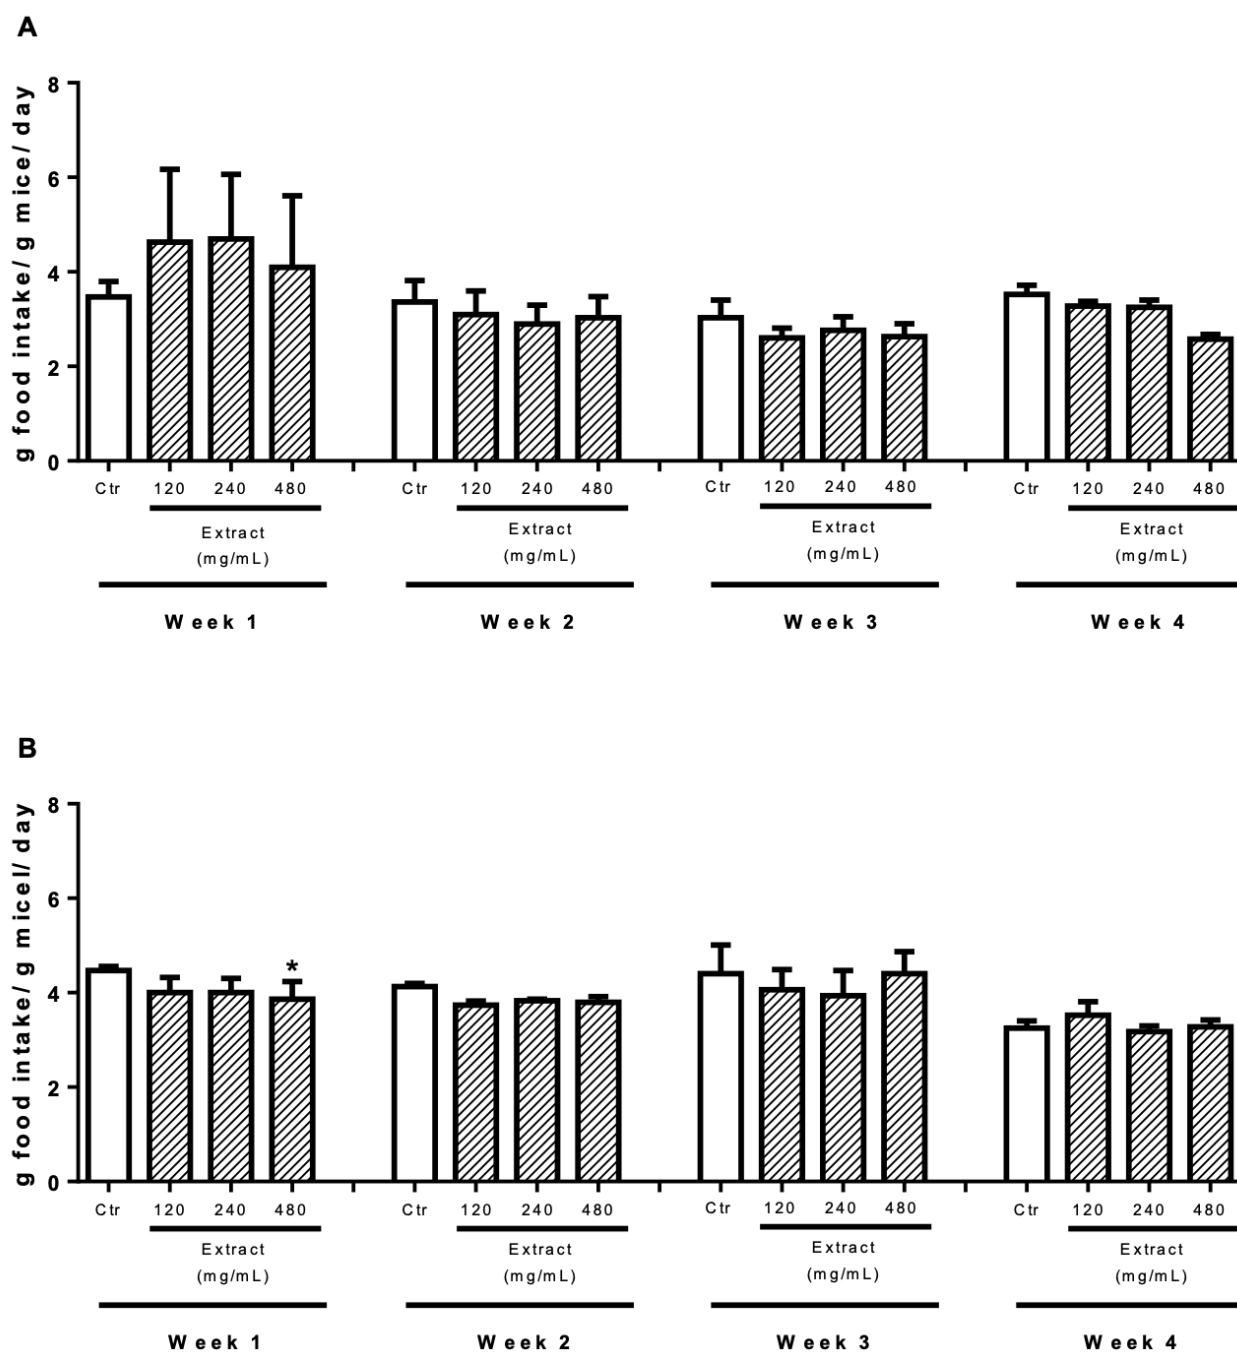 A
g food intake/ g mice/ day
8
6
4
2
0
Ctr 120 240 480 Ctr 120 240 480 Ctr 120 240 480 Ctr 120 240 480
Extract Extract Extract Extract
(mg/mL) (mg/mL) (mg/mL) (mg/mL)
Week 1 Week 2 Week 3 Week 4
B
g food intake/ g micel/ day
8
6
4
2
0
*
Ctr 120 240 480 Ctr 120 240 480 Ctr 120 240 480 Ctr 120 240 480
Extract Extract Extract Extract
(mg/mL) (mg/mL) (mg/mL) (mg/mL)
Week 1 Week 2 Week 3 Week 4